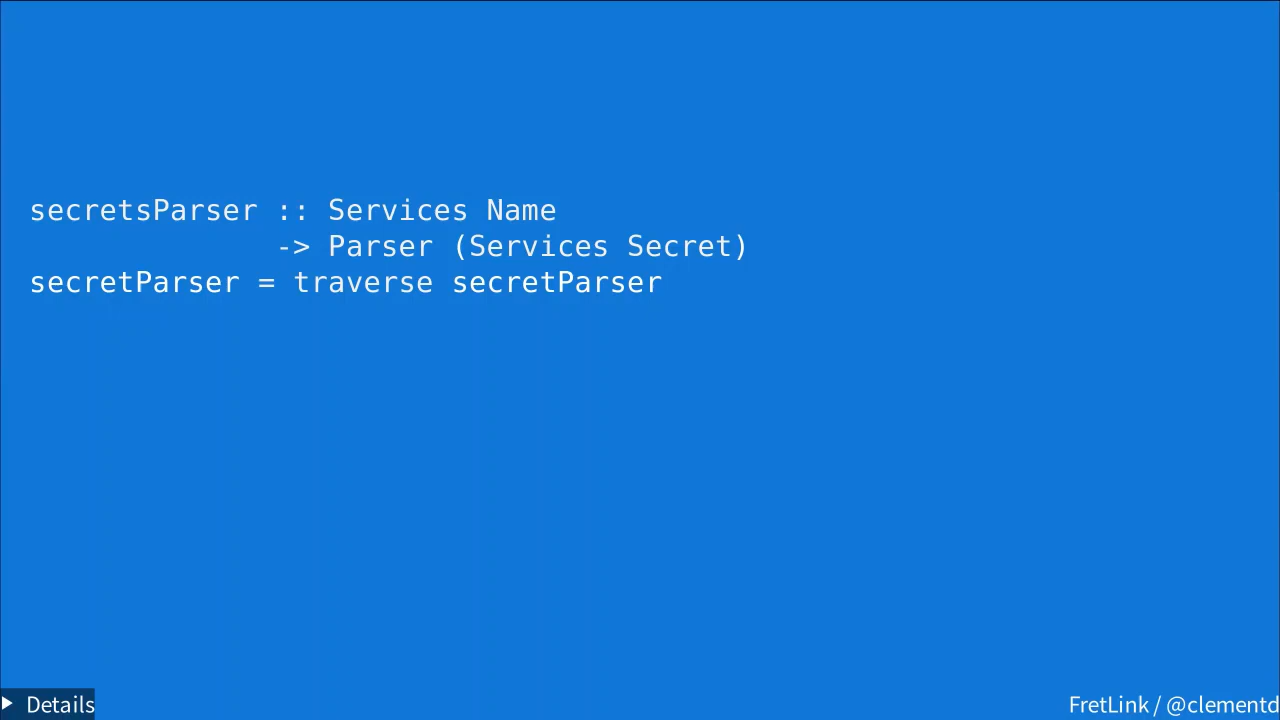 secretsParser :: Services Name
-> Parser (Services Secret)
secretParser = traverse secretParser
Details
FretLink / @clementd